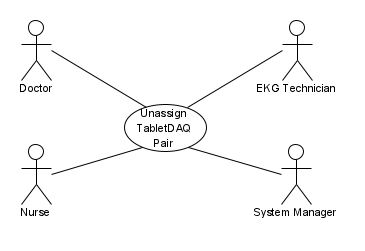 Doctor
EKG Technician
Unassign
TabletDAQ
Pair
Nurse
System Manager